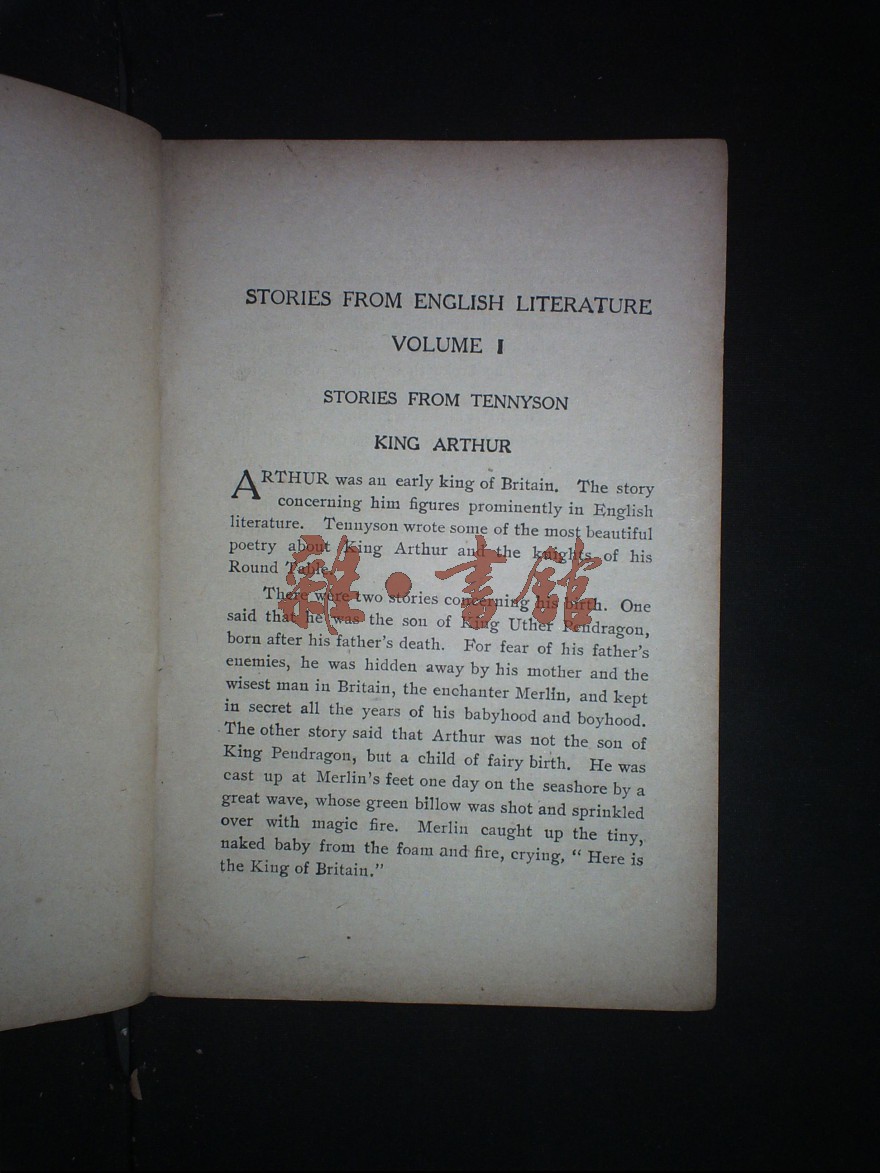 STORIES FROM ENGLISH LITERATURE
VOLUME I
STORIES FROM TENNYSON
KING ARTHUR
ARTHUR was an early king of Britain. The story
concerning him figures prominently in English
literature. Tennyson wrote some of the most beautiful
poetry about King Arthur and the knights of his
Round Table.
There were two stories concerning his birth. One
said that he was the son of King Uther Pendragon,
born after his father's death. For fear of his father's
enemies, he was hidden away by his mother and the
wisest man in Britain, the enchanter Merlin, and kept
in secret all the years of his babyhood and boyhood.
The other story said that Arthur was not the son of
King Pendragon, but a child of fairy birth. He was
cast up at Merlin's feet one day on the seashore by a
great wave, whose green billow was shot and sprinkled
over with magic fire. Merlin caught up the tiny,
naked baby from the foam and fire, crying, “ Here is
the King of Britain.”
雜·書館